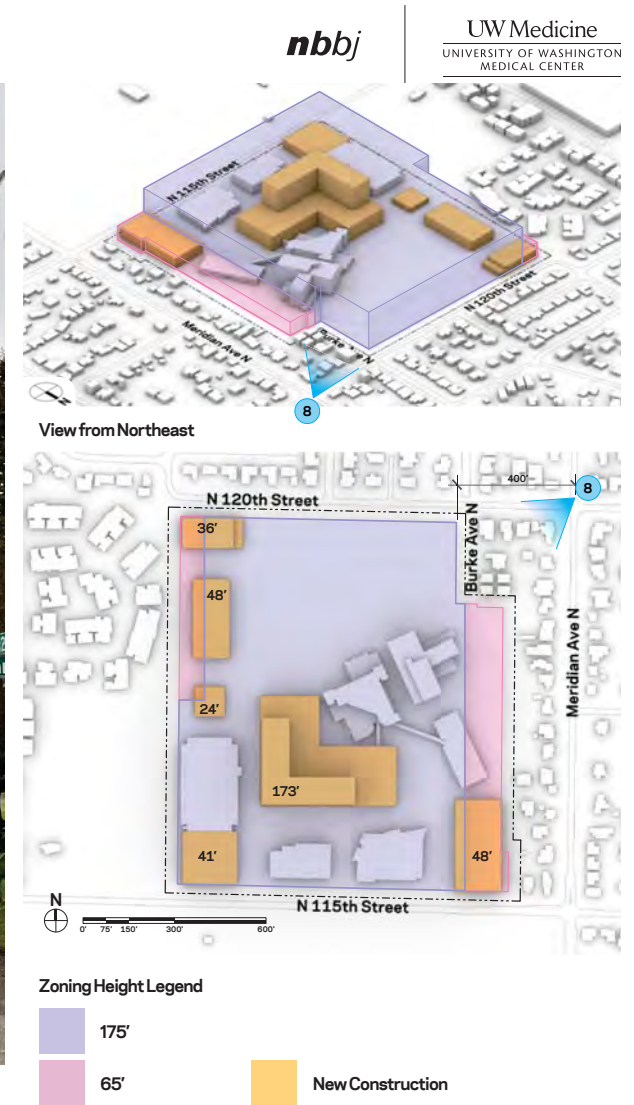 nbbj
UW Medicine
UNIVERSITY OF WASHINGTON
MEDICAL CENTER
N 115th Street
N 120th Street
Meridian Ave N
Burke Ave N
N
8
View from Northeast
400'
8
N 120th Street
36'
Burke Ave N
48'
Meridian Ave N
24'
173'
41'
48'
N
N 115th Street
0' 75' 150' 300' 600'
Zoning Height Legend
175'
65'
New Construction